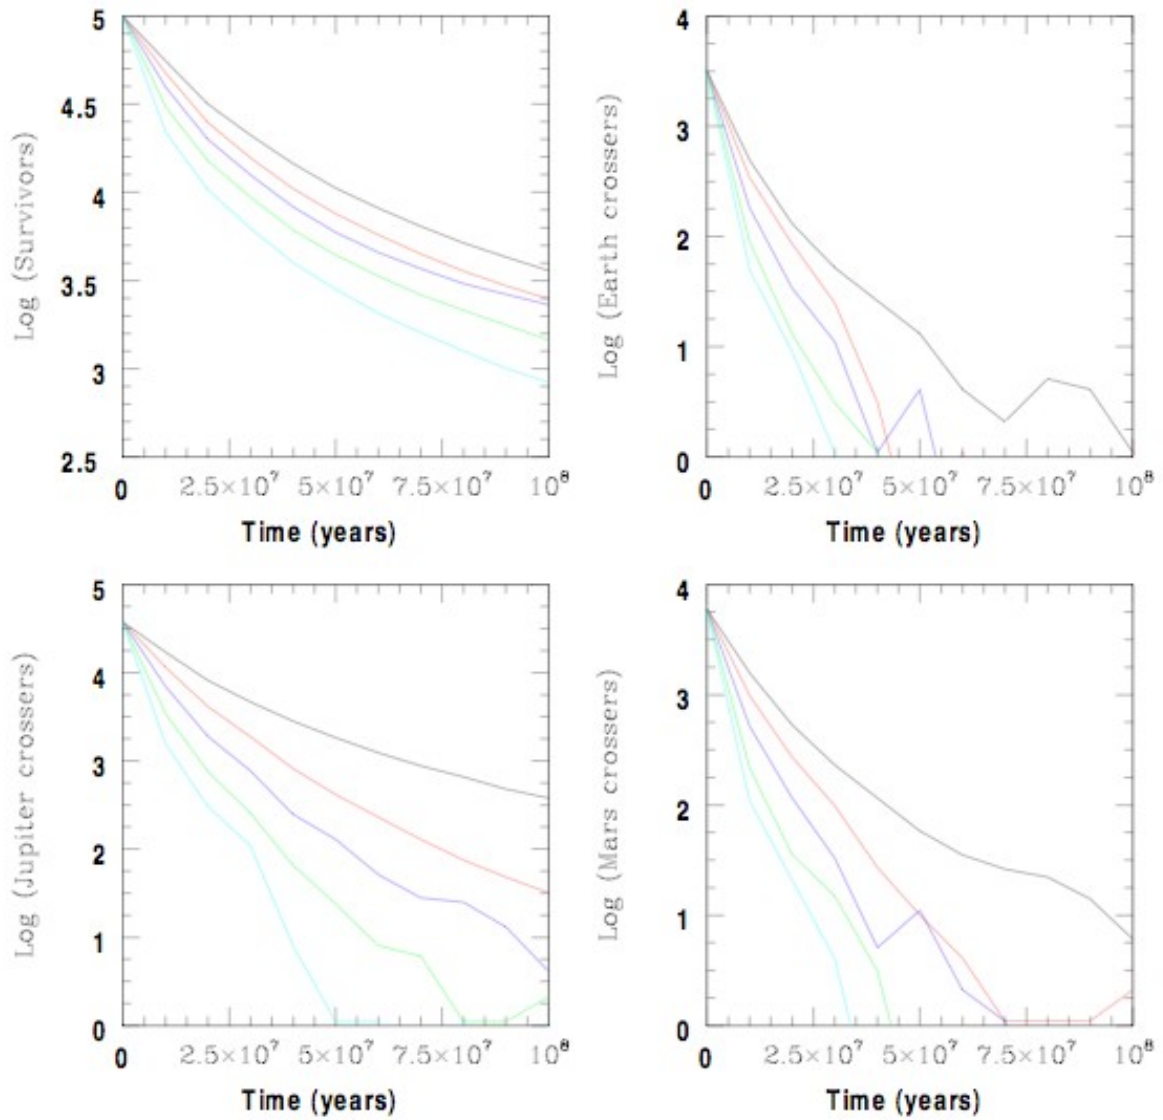 5
4.5
4
3.5
3
2.5
Log (Survivors)
0 2.5×10⁷ 5×10⁷ 7.5×10⁷ 10⁸
Time (years)
4
3
2
1
0
Log (Earth crossers)
0 2.5×10⁷ 5×10⁷ 7.5×10⁷ 10⁸
Time (years)
5
4
3
2
1
0
Log (Jupiter crossers)
0 2.5×10⁷ 5×10⁷ 7.5×10⁷ 10⁸
Time (years)
4
3
2
1
0
Log (Mars crossers)
0 2.5×10⁷ 5×10⁷ 7.5×10⁷ 10⁸
Time (years)